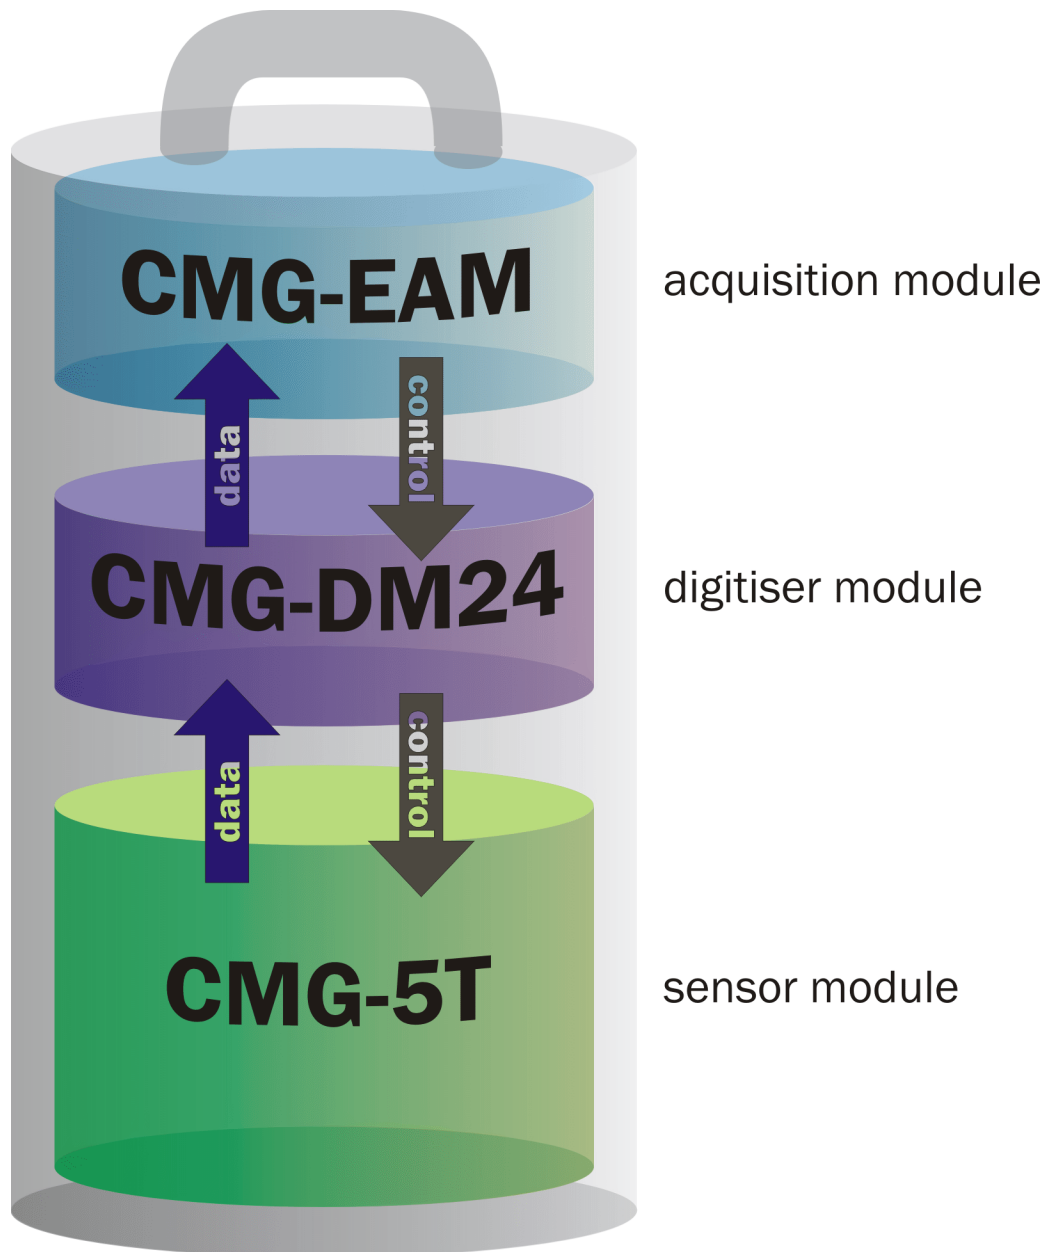 CMG-EAM
acquisition module
data
control
CMG-DM24
digitiser module
data
control
CMG-5T
sensor module